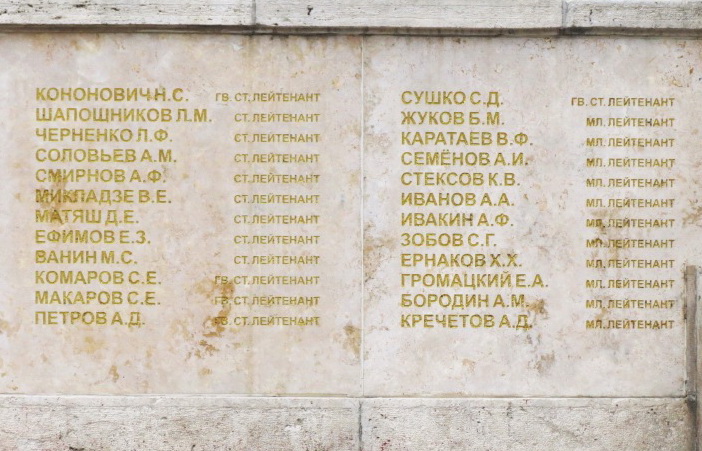 КОНОНОВИЧ Н.С. ГВ. СТ. ЛЕЙТЕНАНТ
ШАПОШНИКОВ Л.М. СТ. ЛЕЙТЕНАНТ
ЧЕРНЕНКО Л.Ф. СТ. ЛЕЙТЕНАНТ
СОЛОВЬЕВ А.М. СТ. ЛЕЙТЕНАНТ
СМИРНОВ А.Ф. СТ. ЛЕЙТЕНАНТ
МИКЛАДЗЕ В.Е. СТ. ЛЕЙТЕНАНТ
МАТЯШ Д.Е. СТ. ЛЕЙТЕНАНТ
ЕФИМОВ Е.З. СТ. ЛЕЙТЕНАНТ
ВАНИН М.С. СТ. ЛЕЙТЕНАНТ
КОМАРОВ С.Е. ГВ. СТ. ЛЕЙТЕНАНТ
МАКАРОВ С.Е. ГВ. СТ. ЛЕЙТЕНАНТ
ПЕТРОВ А.Д. ГВ. СТ. ЛЕЙТЕНАНТ
СУШКО С.Д. ГВ. СТ. ЛЕЙТЕНАНТ
ЖУКОВ Б.М. МЛ. ЛЕЙТЕНАНТ
КАРАТАЕВ В.Ф. МЛ. ЛЕЙТЕНАНТ
СЕМЁНОВ А.И. МЛ. ЛЕЙТЕНАНТ
СТЕКСОВ К.В. МЛ. ЛЕЙТЕНАНТ
ИВАНОВ А.А. МЛ. ЛЕЙТЕНАНТ
ИВАКИН А.Ф. МЛ. ЛЕЙТЕНАНТ
ЗОБОВ С.Г. МЛ. ЛЕЙТЕНАНТ
ЕРНАКОВ Х.Х. МЛ. ЛЕЙТЕНАНТ
ГРОМАЦКИЙ Е.А. МЛ. ЛЕЙТЕНАНТ
БОРОДИН А.М. МЛ. ЛЕЙТЕНАНТ
КРЕЧЕТОВ А.Д. МЛ. ЛЕЙТЕНАНТ